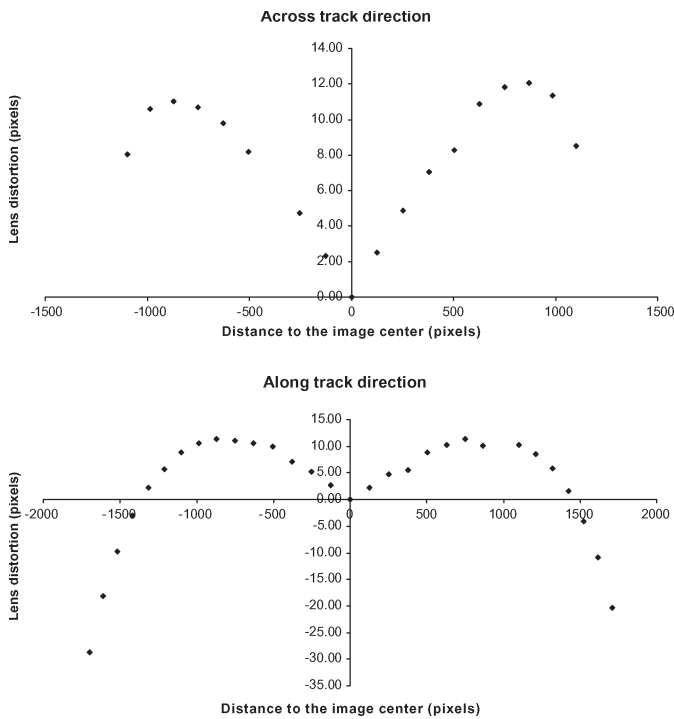 Across track direction
14.00
12.00
10.00
8.00
6.00
4.00
2.00
0.00
-1500 -1000 -500 0 500 1000 1500
Lens distortion (pixels)
Distance to the image center (pixels)
Along track direction
15.00
10.00
5.00
0.00
-2000 -1500 -1000 -500 0 500 1000 1500 2000
-5.00
-10.00
-15.00
-20.00
-25.00
-30.00
-35.00
Lens distortion (pixels)
Distance to the image center (pixels)